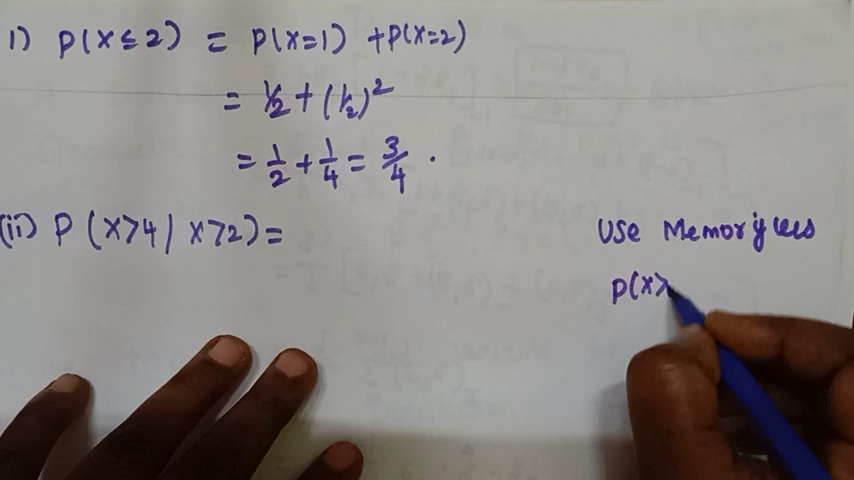 i) P(X≤2) = P(X=1) + P(X=2)
= 1/2 + (1/2)²
= 1/2 + 1/4 = 3/4 .
(ii) P(X>4 / X>2) =
Use Memoryless
P(X>